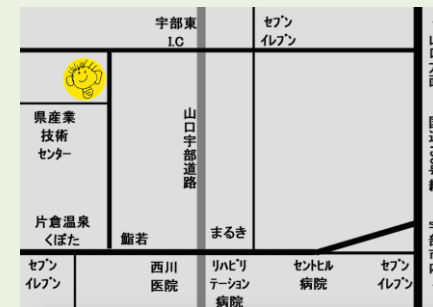 宇部東
I.C
セブン
イレブン
県産業
技術
センター
山口宇部道路
片倉温泉
くぼた
鮨若
まるき
セブン
イレブン
西川
医院
リハビリ
テーション
病院
セントヒル
病院
セブン
イレブン